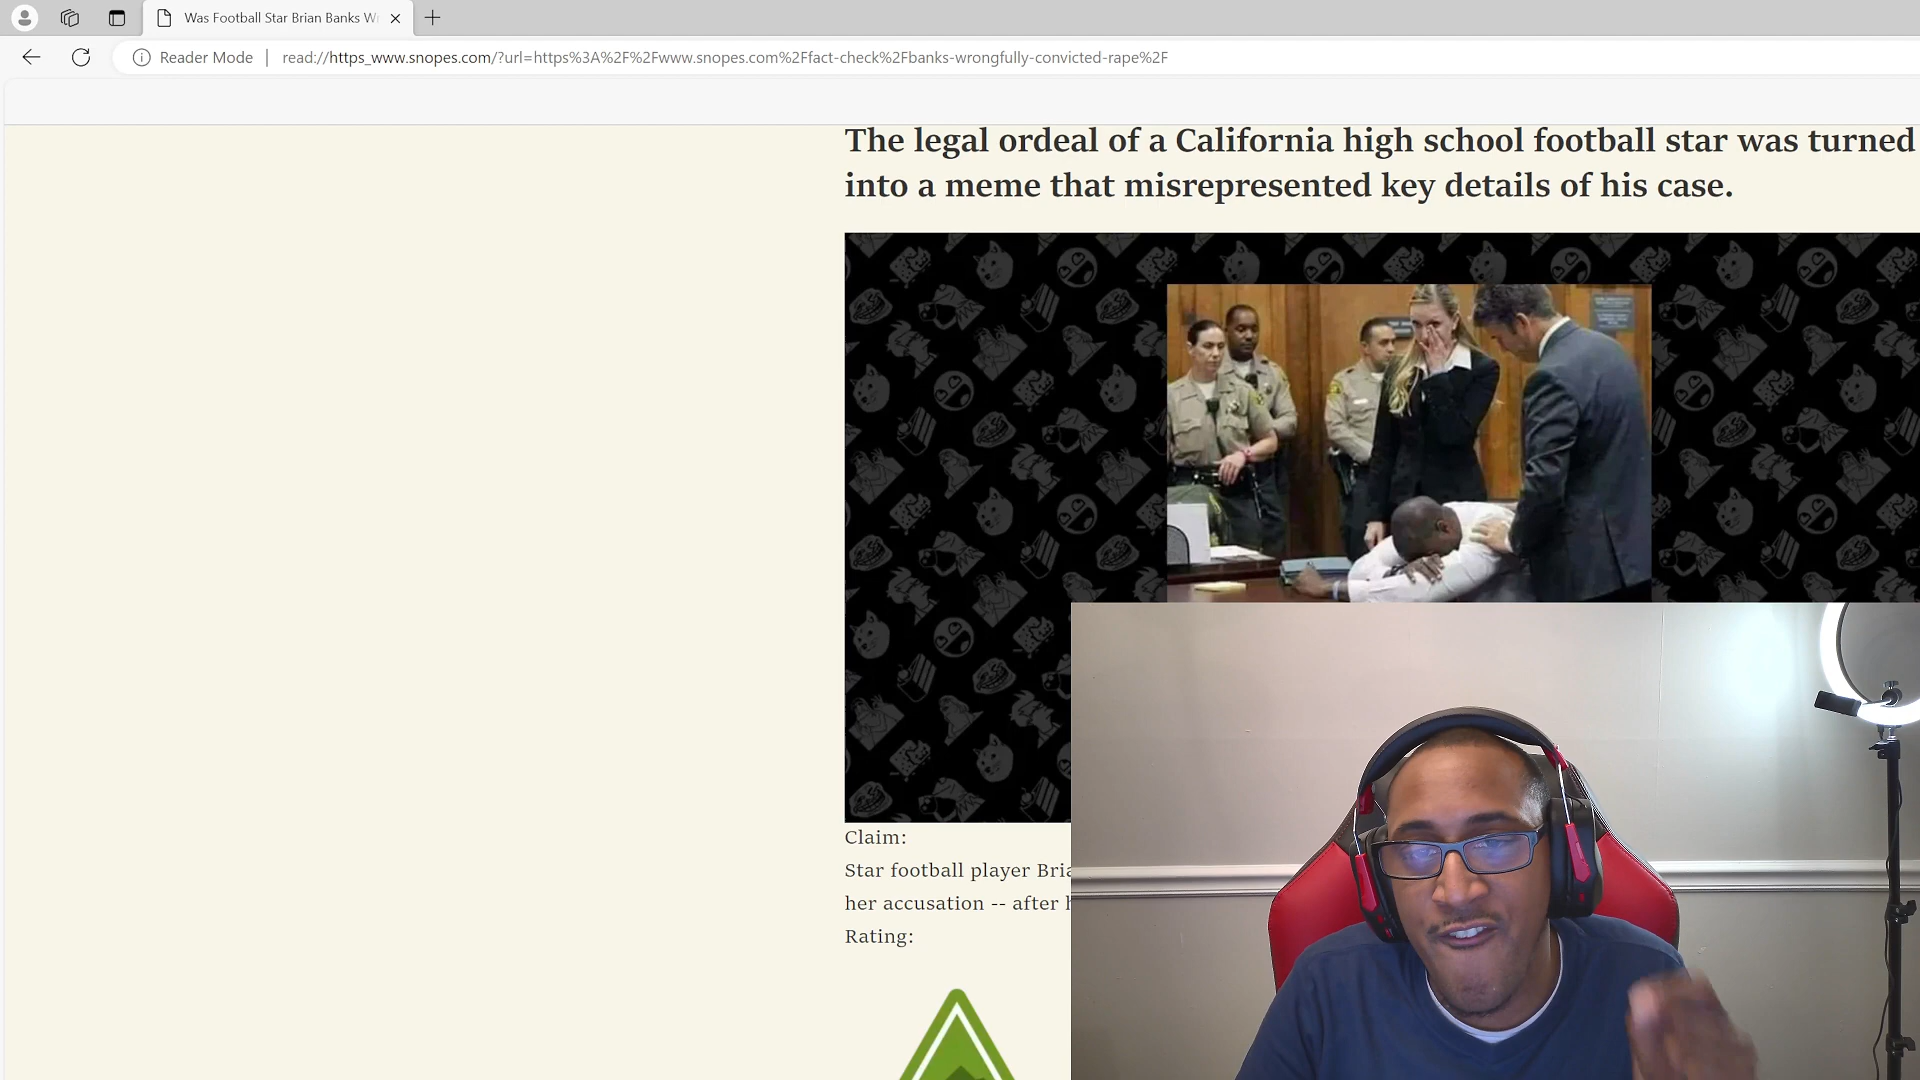 Was Football Star Brian Banks W
Reader Mode
read://https_www.snopes.com/?url=https%3A%2F%2Fwww.snopes.com%2Ffact-check%2Fbanks-wrongfully-convicted-rape%2F
The legal ordeal of a California high school football star was turned
into a meme that misrepresented key details of his case.
Claim:
Star football player Bria
her accusation -- after
Rating: